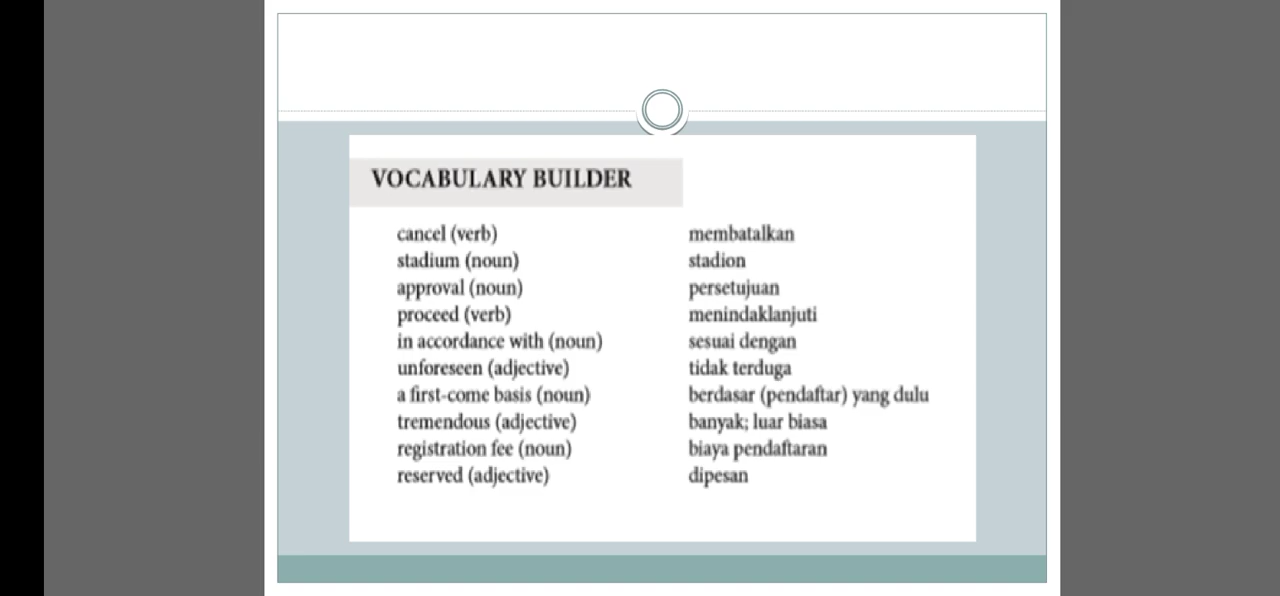 VOCABULARY BUILDER
cancel (verb) membatalkan
stadium (noun) stadion
approval (noun) persetujuan
proceed (verb) menindaklanjuti
in accordance with (noun) sesuai dengan
unforeseen (adjective) tidak terduga
a first-come basis (noun) berdasar (pendaftar) yang dulu
tremendous (adjective) banyak; luar biasa
registration fee (noun) biaya pendaftaran
reserved (adjective) dipesan